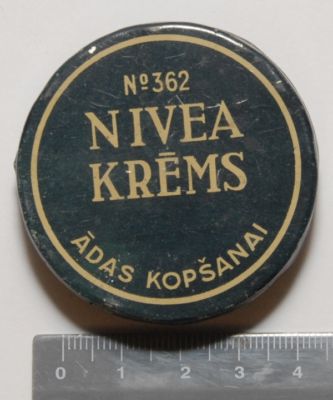 №362
NIVEA
KRĒMS
ĀDAS KOPŠANAI
0 1 2 3 4